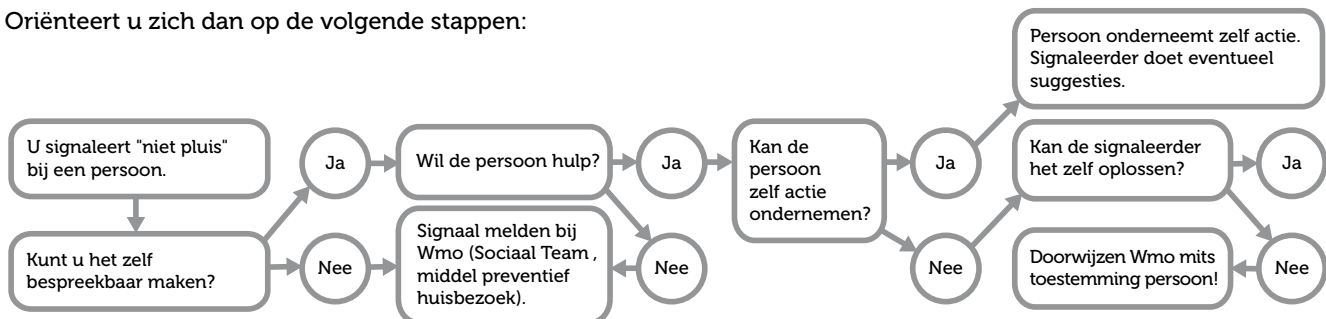 Oriënteert u zich dan op de volgende stappen:
U signaleert "niet pluis"
bij een persoon.
Kunt u het zelf
bespreekbaar maken?
Ja
Nee
Wil de persoon hulp?
Signaal melden bij
Wmo (Sociaal Team ,
middel preventief
huisbezoek).
Ja
Nee
Kan de
persoon
zelf actie
ondernemen?
Ja
Nee
Persoon onderneemt zelf actie.
Signaleerder doet eventueel
suggesties.
Kan de signaleerder
het zelf oplossen?
Ja
Nee
Doorwijzen Wmo mits
toestemming persoon!